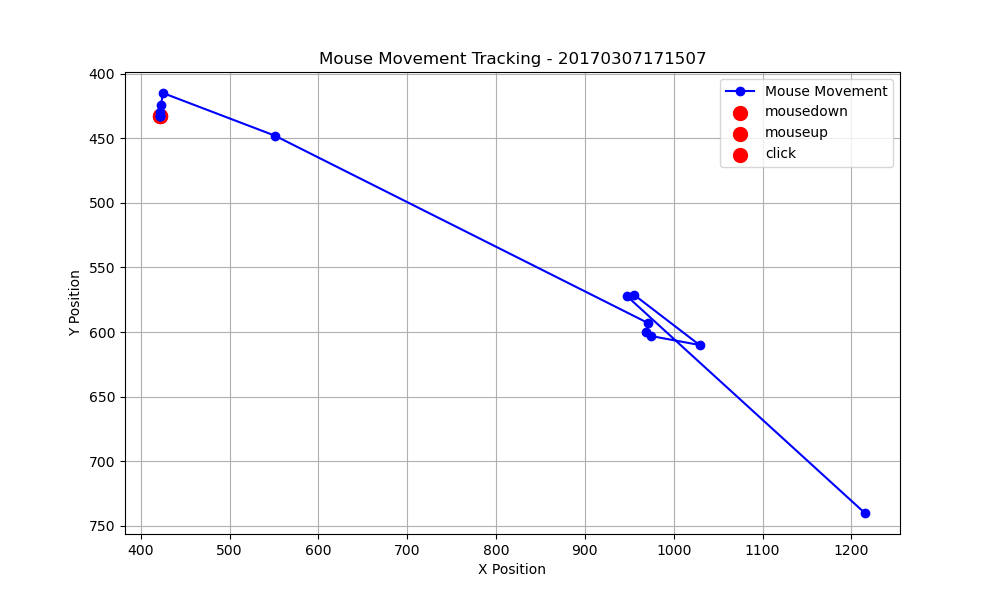 Mouse Movement Tracking - 20170307171507
Mouse Movement
mousedown
mouseup
click
Y Position
400
450
500
550
600
650
700
750
400 500 600 700 800 900 1000 1100 1200
X Position